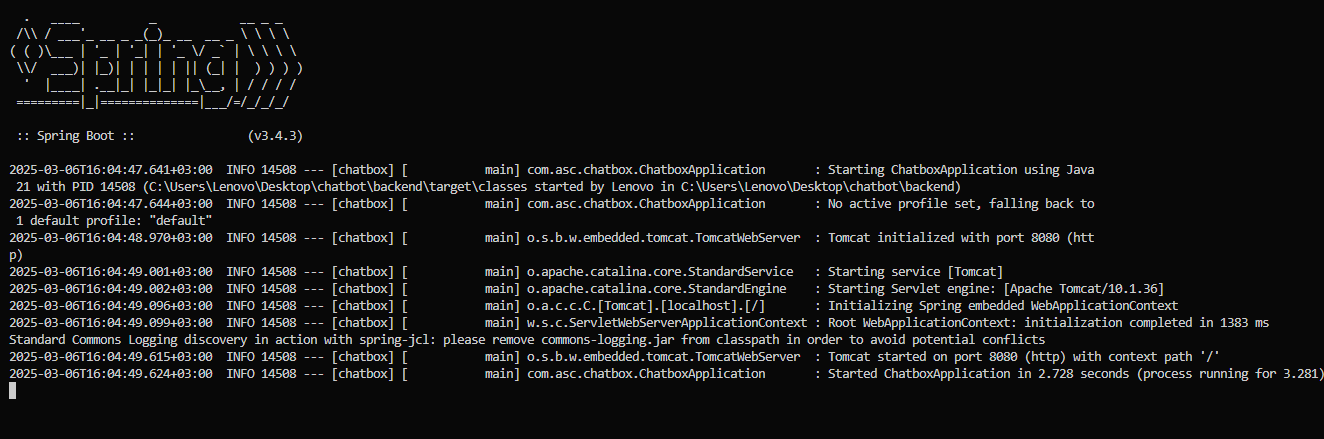 .   ____          _            __ _ _
 /\\ / ___'_ __ _ _(_)_ __  __ _ \ \ \ \
( ( )\___ | '_ | '_| | '_ \/ _` | \ \ \ \
 \\/  ___)| |_)| | | | | || (_| |  ) ) ) )
  '  |____| .__|_| |_|_| |_\__, | / / / /
 =========|_|==============|___/=/_/_/_/

 :: Spring Boot ::                (v3.4.3)

2025-03-06T16:04:47.641+03:00  INFO 14508 --- [chatbox] [           main] com.asc.chatbox.ChatboxApplication       : Starting ChatboxApplication using Java
 21 with PID 14508 (C:\Users\Lenovo\Desktop\chatbot\backend\target\classes started by Lenovo in C:\Users\Lenovo\Desktop\chatbot\backend)
2025-03-06T16:04:47.644+03:00  INFO 14508 --- [chatbox] [           main] com.asc.chatbox.ChatboxApplication       : No active profile set, falling back to
 1 default profile: "default"
2025-03-06T16:04:48.970+03:00  INFO 14508 --- [chatbox] [           main] o.s.b.w.embedded.tomcat.TomcatWebServer  : Tomcat initialized with port 8080 (htt
p)
2025-03-06T16:04:49.001+03:00  INFO 14508 --- [chatbox] [           main] o.apache.catalina.core.StandardService   : Starting service [Tomcat]
2025-03-06T16:04:49.002+03:00  INFO 14508 --- [chatbox] [           main] o.apache.catalina.core.StandardEngine    : Starting Servlet engine: [Apache Tomcat/10.1.36]
2025-03-06T16:04:49.096+03:00  INFO 14508 --- [chatbox] [           main] o.a.c.c.C.[Tomcat].[localhost].[/]       : Initializing Spring embedded WebApplicationContext
2025-03-06T16:04:49.099+03:00  INFO 14508 --- [chatbox] [           main] w.s.c.ServletWebServerApplicationContext : Root WebApplicationContext: initialization completed in 1383 ms
Standard Commons Logging discovery in action with spring-jcl: please remove commons-logging.jar from classpath in order to avoid potential conflicts
2025-03-06T16:04:49.615+03:00  INFO 14508 --- [chatbox] [           main] o.s.b.w.embedded.tomcat.TomcatWebServer  : Tomcat started on port 8080 (http) with context path '/'
2025-03-06T16:04:49.624+03:00  INFO 14508 --- [chatbox] [           main] com.asc.chatbox.ChatboxApplication       : Started ChatboxApplication in 2.728 seconds (process running for 3.281)